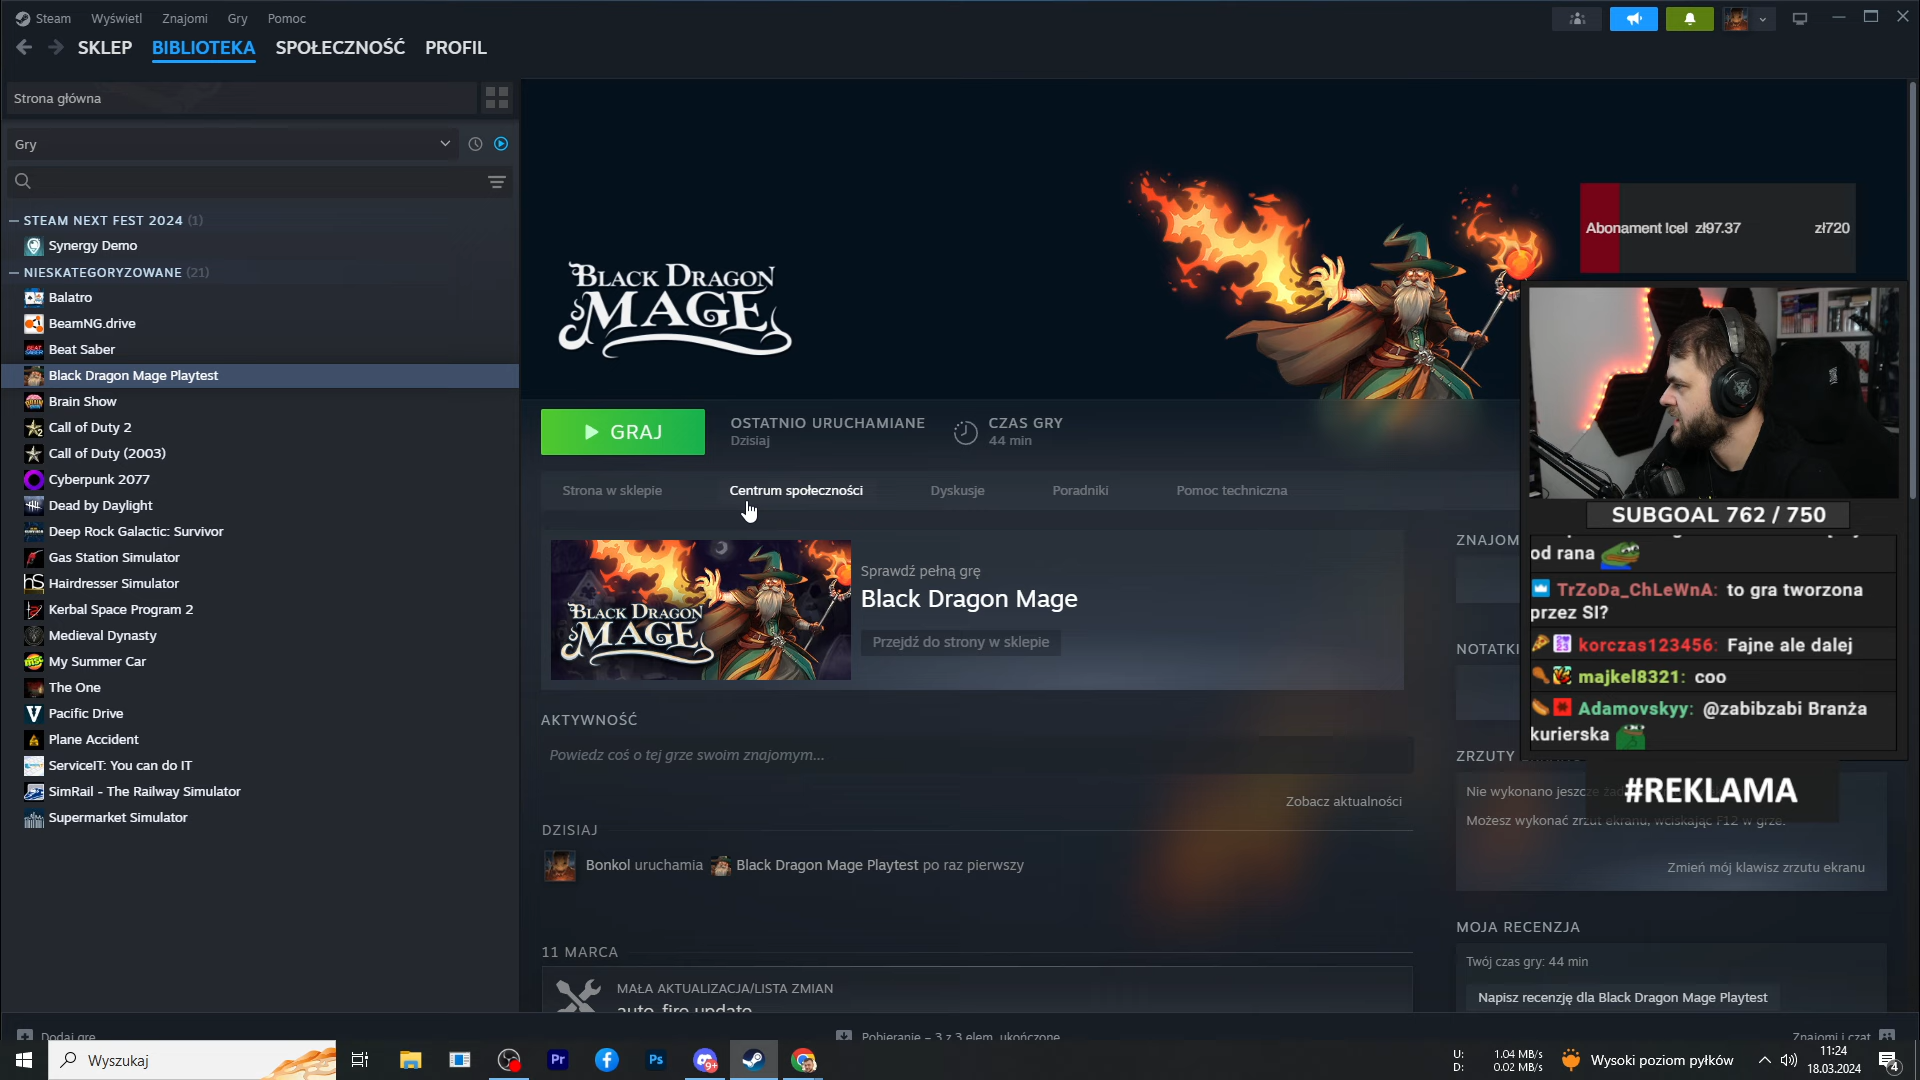 Steam Wyświetl Znajomi Gry Pomoc
SKLEP BIBLIOTEKA SPOŁECZNOŚĆ PROFIL
Strona główna
Gry
— STEAM NEXT FEST 2024 (1)
Synergy Demo
— NIESKATEGORYZOWANE (21)
Balatro
BeamNG.drive
Beat Saber
Black Dragon Mage Playtest
Brain Show
Call of Duty 2
Call of Duty (2003)
Cyberpunk 2077
Dead by Daylight
Deep Rock Galactic: Survivor
Gas Station Simulator
Hairdresser Simulator
Kerbal Space Program 2
Medieval Dynasty
My Summer Car
The One
Pacific Drive
Plane Accident
ServiceIT: You can do IT
SimRail - The Railway Simulator
Supermarket Simulator
Dodaj grę
BLACK DRAGON
MAGE
GRAJ
OSTATNIO URUCHAMIANE
Dzisiaj
CZAS GRY
44 min
Strona w sklepie Centrum społeczności Dyskusje Poradniki Pomoc techniczna
BLACK DRAGON
MAGE
Sprawdź pełną grę
Black Dragon Mage
Przejdź do strony w sklepie
AKTYWNOŚĆ
Powiedz coś o tej grze swoim znajomym...
Zobacz aktualności
DZISIAJ
Bonkol uruchamia Black Dragon Mage Playtest po raz pierwszy
11 MARCA
MAŁA AKTUALIZACJA/LISTA ZMIAN
auto-fire update
Pobieranie – 3 z 3 elem. ukończone
Abonament !cel zł97.37 zł720
SUBGOAL 762 / 750
od rana
TrZoDa_ChLeWnA: to gra tworzona
przez SI?
korczas123456: Fajne ale dalej
majkel8321: coo
Adamovskyy: @zabibzabi Branża
kurierska
#REKLAMA
ZNAJOM
NOTATKI
ZRZUTY
Nie wykonano jeszcze
Możesz wykonać zrzut ekranu, wciskając F12 w grze.
Zmień mój klawisz zrzutu ekranu
MOJA RECENZJA
Twój czas gry: 44 min
Napisz recenzję dla Black Dragon Mage Playtest
Znajomi i czat
Wyszukaj
Pr
Ps
9+
U: 1.04 MB/s
D: 0.02 MB/s
Wysoki poziom pyłków
11:24
18.03.2024
4